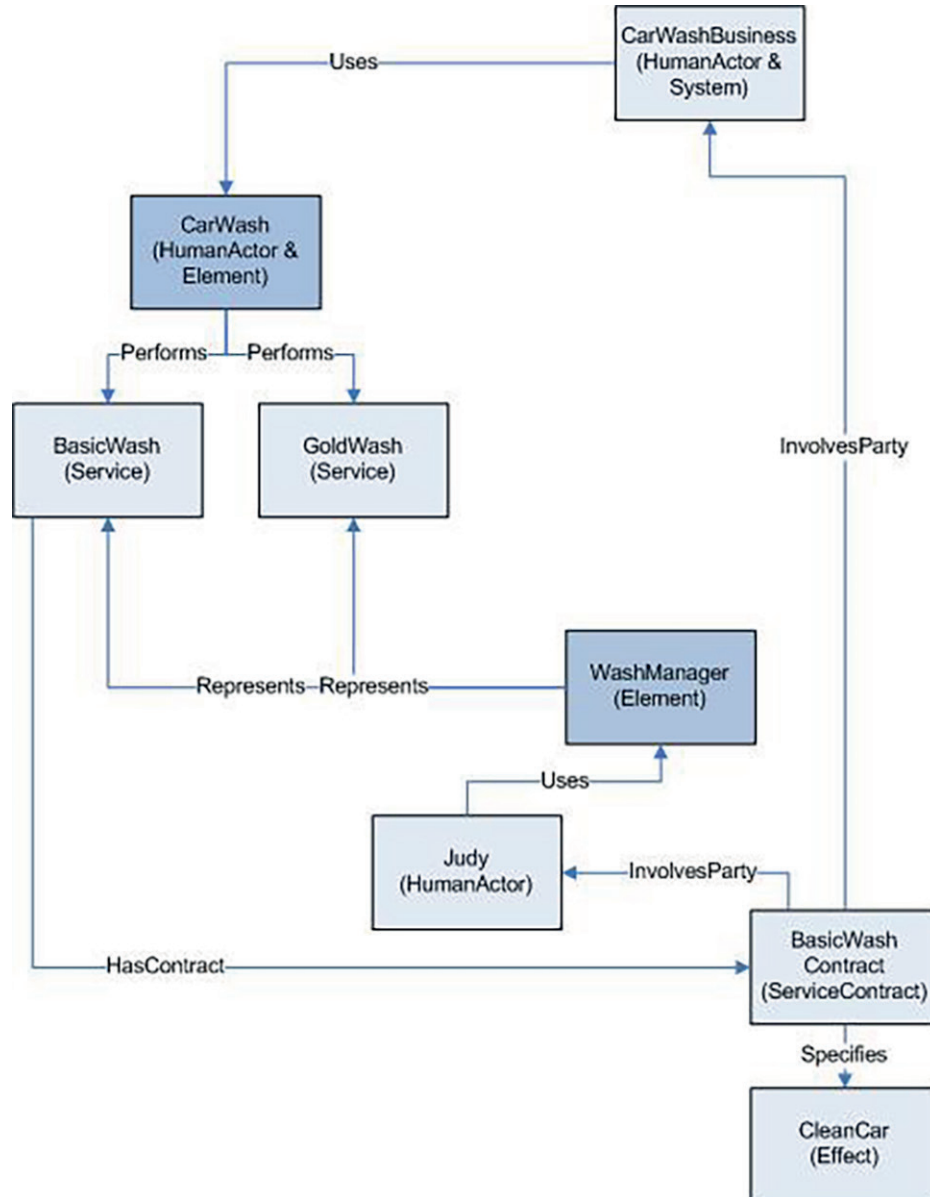 CarWashBusiness
(HumanActor &
System)
Uses
CarWash
(HumanActor &
Element)
Performs
Performs
BasicWash
(Service)
GoldWash
(Service)
InvolvesParty
WashManager
(Element)
Represents
Represents
Uses
Judy
(HumanActor)
InvolvesParty
BasicWash
Contract
(ServiceContract)
HasContract
Specifies
CleanCar
(Effect)